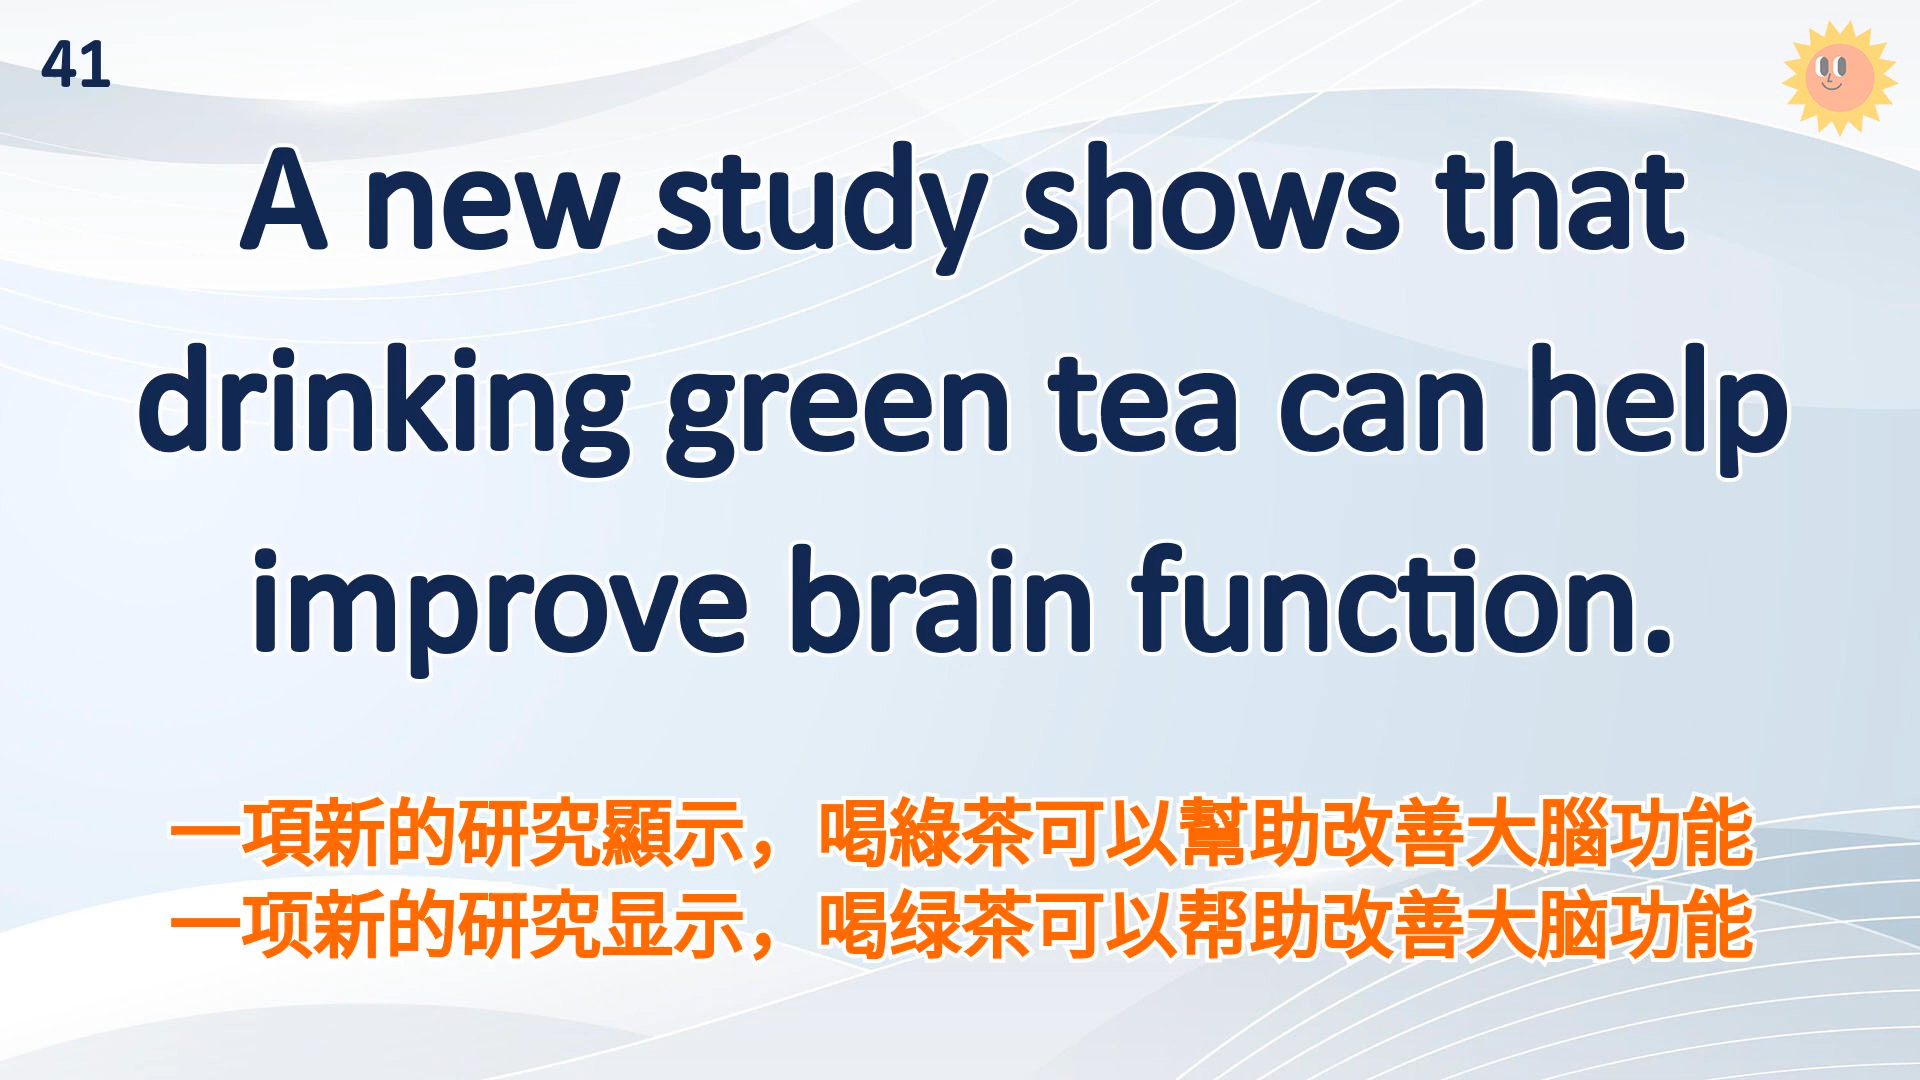 41
A new study shows that
drinking green tea can help
improve brain function.
一項新的研究顯示，喝綠茶可以幫助改善大腦功能
一项新的研究显示，喝绿茶可以帮助改善大脑功能